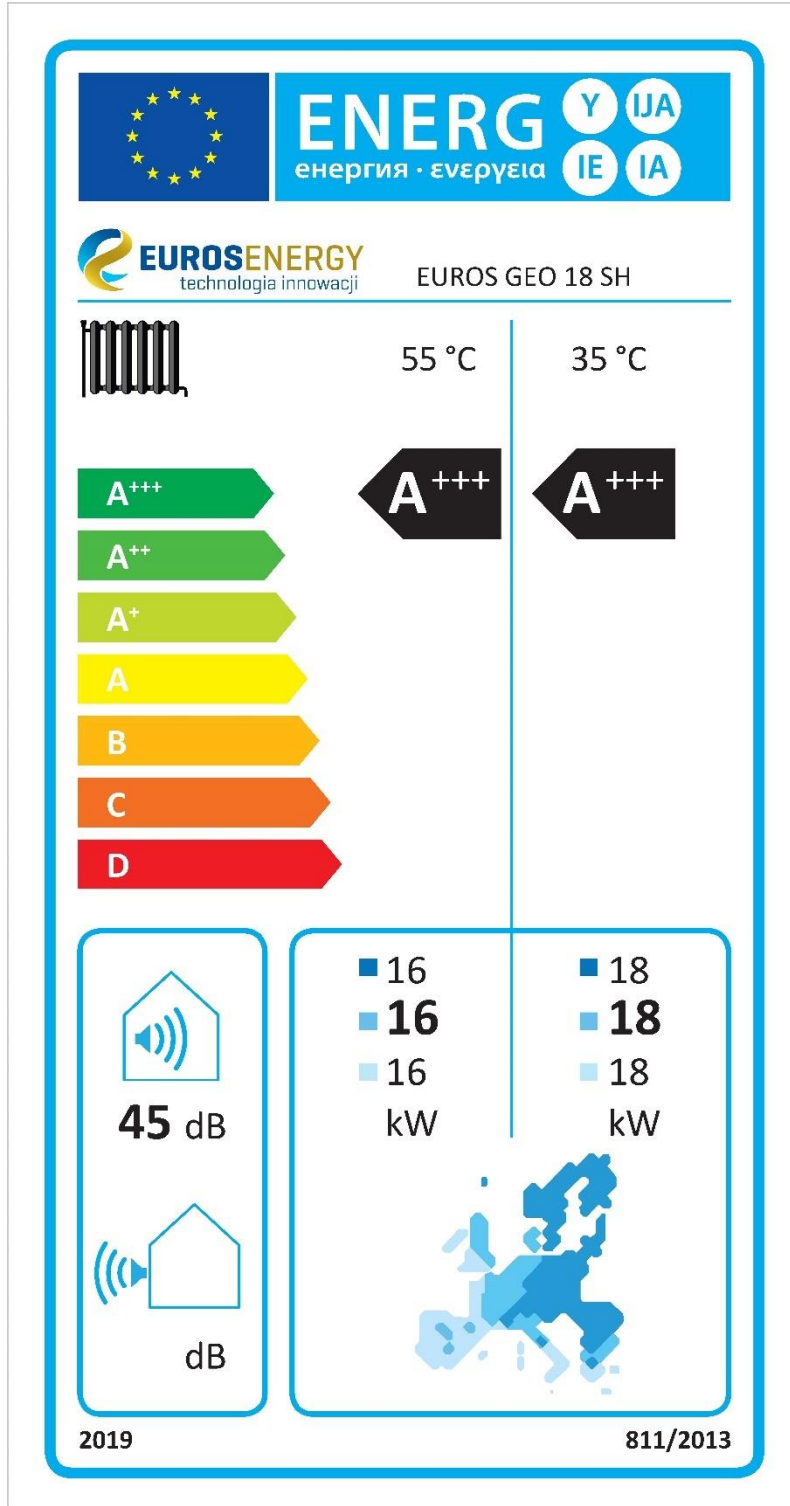 ENERG Y IJA
енергия · ενεργεια IE IA
EUROSENERGY
technologia innowacji
EUROS GEO 18 SH
55 °C 35 °C
A+++ A+++
A+++
A++
A+
A
B
C
D
16 18
16 18
16 18
kW kW
45 dB
dB
2019 811/2013